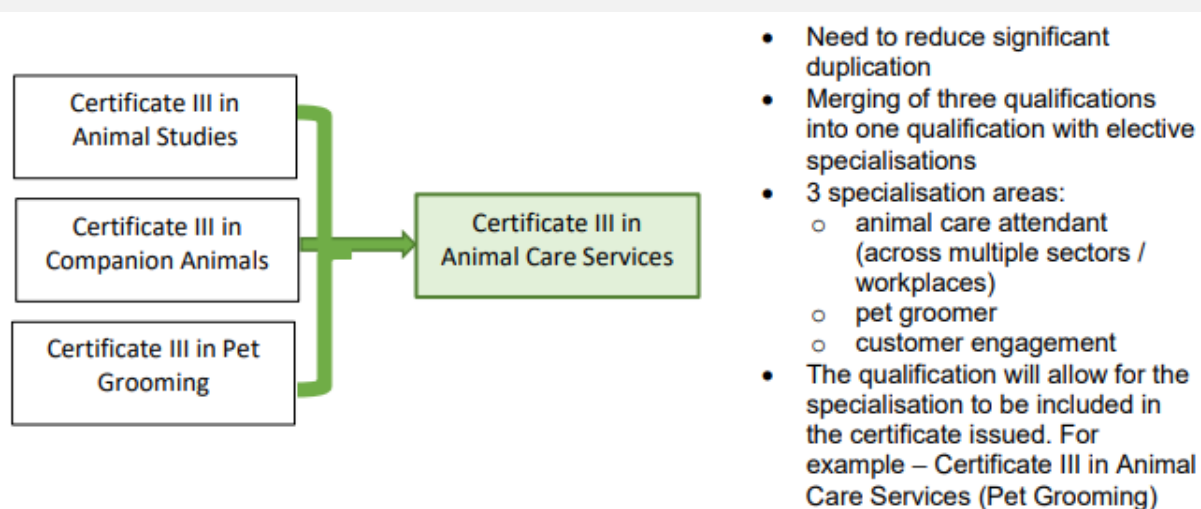 Certificate III in
Animal Studies
Certificate III in
Companion Animals
Certificate III in Pet
Grooming
Certificate III in
Animal Care Services
• Need to reduce significant
duplication
• Merging of three qualifications
into one qualification with elective
specialisations
• 3 specialisation areas:
o animal care attendant
(across multiple sectors /
workplaces)
o pet groomer
o customer engagement
• The qualification will allow for the
specialisation to be included in
the certificate issued. For
example – Certificate III in Animal
Care Services (Pet Grooming)